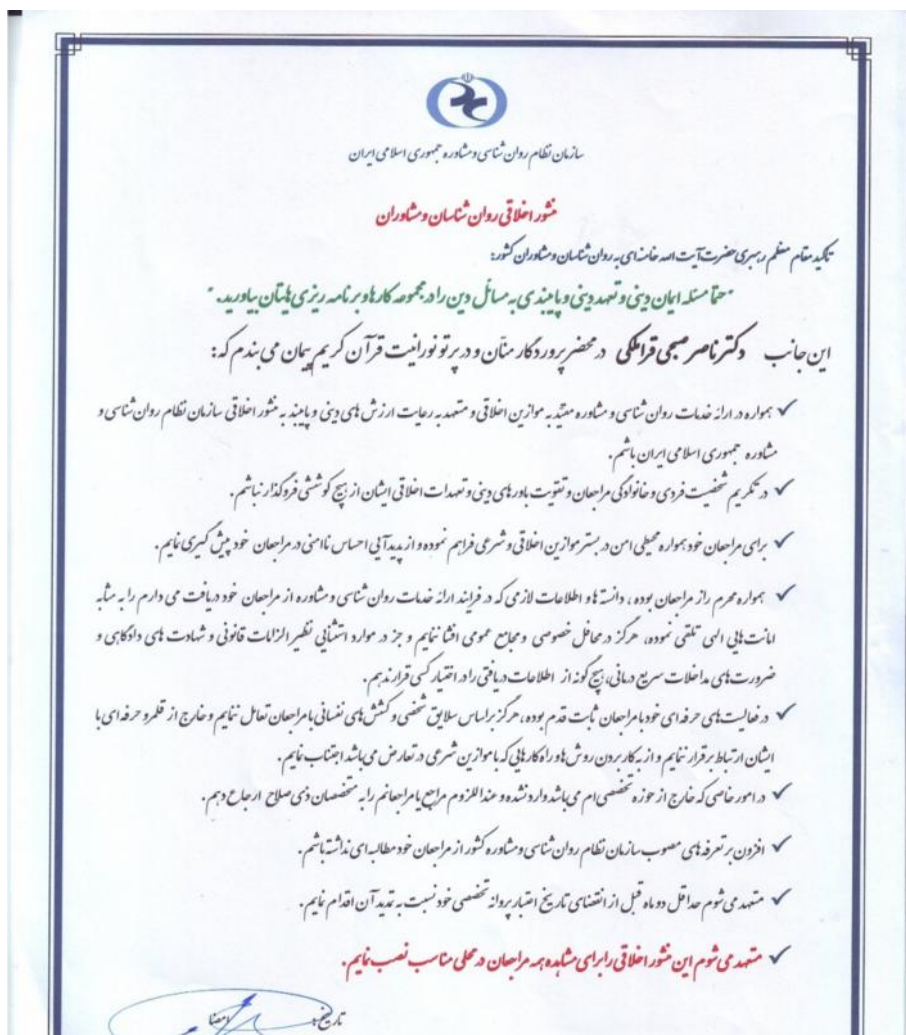 سازمان نظام روان شناسی و مشاوره جمهوری اسلامی ایران
منشور اخلاقی روان شناسان و مشاوران
تأکید مقام معظم رهبری حضرت آیت الله خامنه ای به روان شناسان و مشاوران کشور:
"حتما مسئله ایمان دینی و تعهد دینی و پایبندی به مسائل دین را در مجموعه کارها و برنامه ریزی هایتان بیاورید."
این جانب دکتر ناصر صبحی قراملکی در محضر پروردگار منّان و در پرتو نورانیت قرآن کریم پیمان می بندم که:
✓ همواره در ارائه خدمات روان شناسی و مشاوره مقیّد به موازین اخلاقی و متعهد به رعایت ارزش های دینی و پایبند به منشور اخلاقی سازمان نظام روان شناسی و
مشاوره جمهوری اسلامی ایران باشم.
✓ در تکریم شخصیت فردی و خانوادگی مراجعان و تقویت باورهای دینی و تعهدات اخلاقی ایشان از هیچ کوششی فروگذار نباشم.
✓ برای مراجعان خود همواره محیطی امن در بستر موازین اخلاقی و شرعی فراهم نموده و از پدیدآیی احساس ناامنی در مراجعان خود پیش گیری نمایم.
✓ همواره محرم راز مراجعان بوده، دانسته ها و اطلاعات لازمی که در فرایند ارائه خدمات روان شناسی و مشاوره از مراجعان خود دریافت می دارم را به مثابه
امانت هایی الهی تلقی نموده، هرگز در محافل خصوصی و مجامع عمومی افشا ننمایم و جز در موارد استثنایی نظیر الزامات قانونی و شهادت های دادگاهی و
ضرورت های مداخلات سریع درمانی، هیچ گونه از اطلاعات دریافتی را در اختیار کسی قرار ندهم.
✓ در فعالیت های حرفه ای خود با مراجعان ثابت قدم بوده، هرگز براساس سلایق شخصی و کشش های نفسانی با مراجعان تعامل ننمایم و خارج از قلمرو حرفه ای با
ایشان ارتباط برقرار ننمایم و از به کار بردن روش ها و راه کارهایی که با موازین شرعی در تعارض می باشد اجتناب نمایم.
✓ در امور خاصی که خارج از حوزه تخصصی ام می باشد وارد نشده و عنداللزوم مراجع یا مراجعانم را به متخصصان ذی صلاح ارجاع دهم.
✓ افزون بر تعرفه های مصوب سازمان نظام روان شناسی و مشاوره کشور از مراجعان خود مطالبه ای نداشته باشم.
✓ متعهد می شوم حداقل دو ماه قبل از انقضای تاریخ اعتبار پروانه تخصصی خود نسبت به تمدید آن اقدام نمایم.
✓ متعهد می شوم این منشور اخلاقی را برای مشاهده همه مراجعان در محلی مناسب نصب نمایم.
تاریخ: امضا